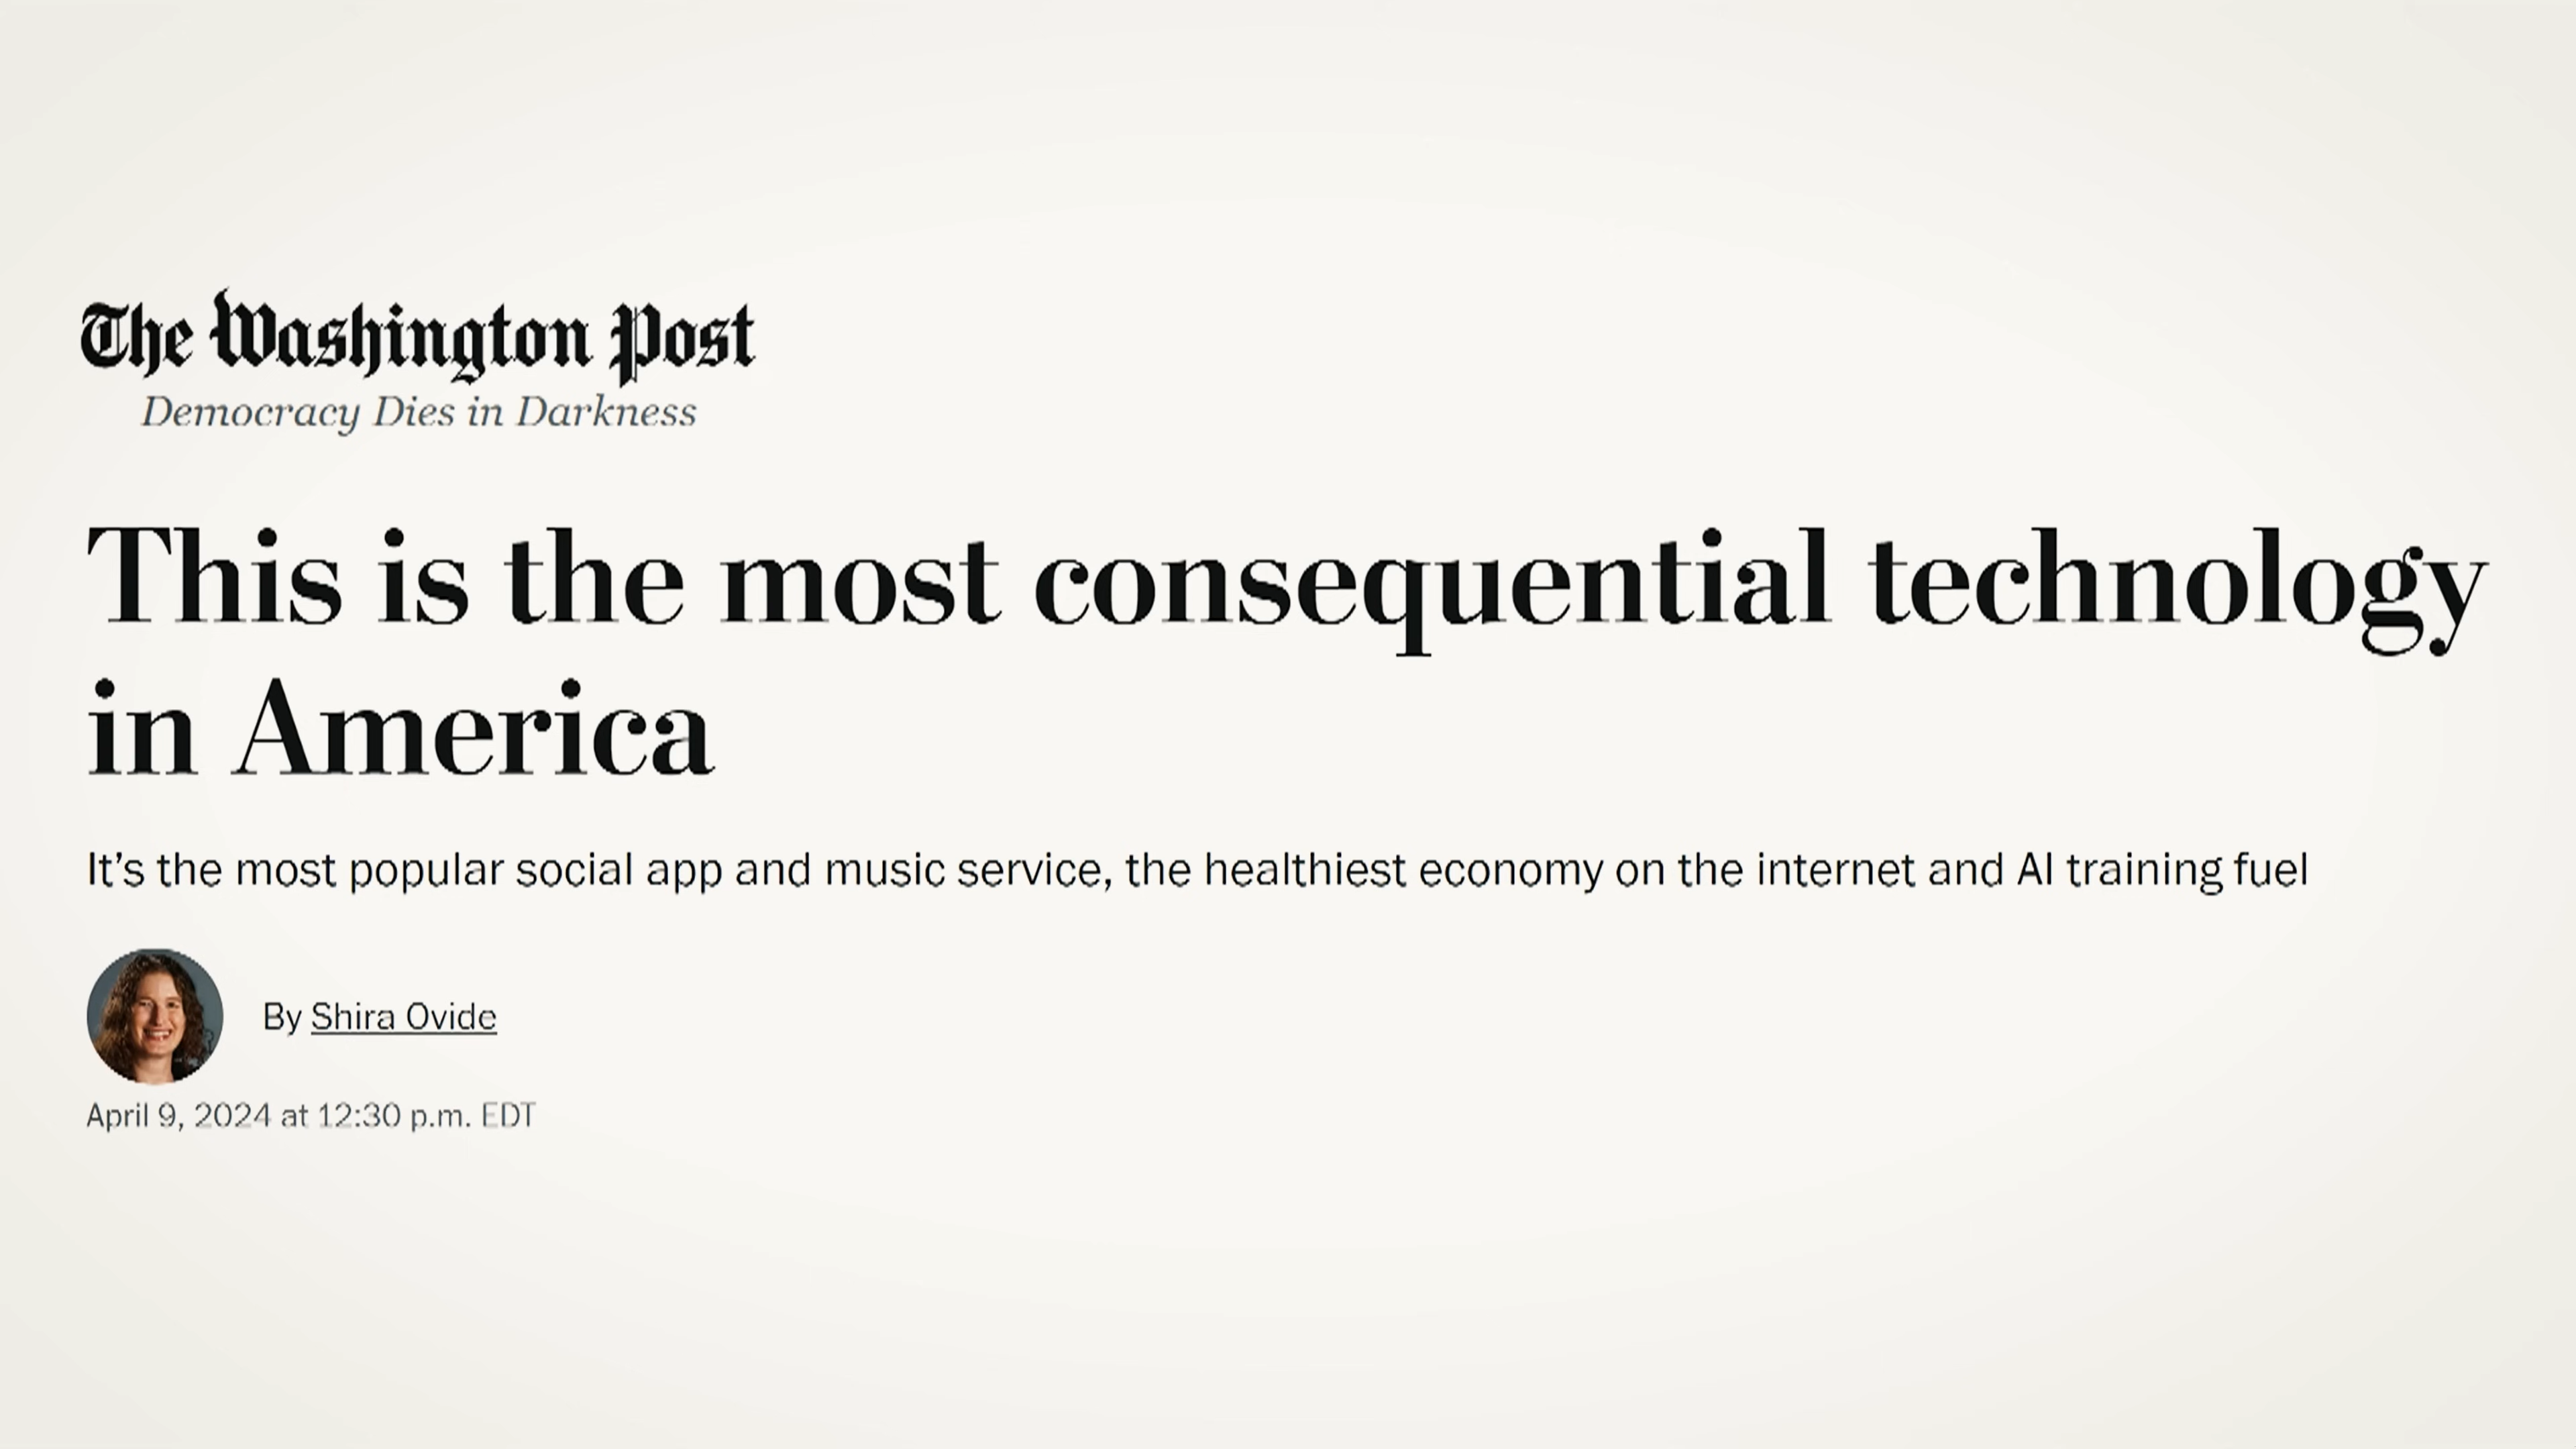 The Washington Post
Democracy Dies in Darkness
This is the most consequential technology
in America
It’s the most popular social app and music service, the healthiest economy on the internet and AI training fuel
By Shira Ovide
April 9, 2024 at 12:30 p.m. EDT